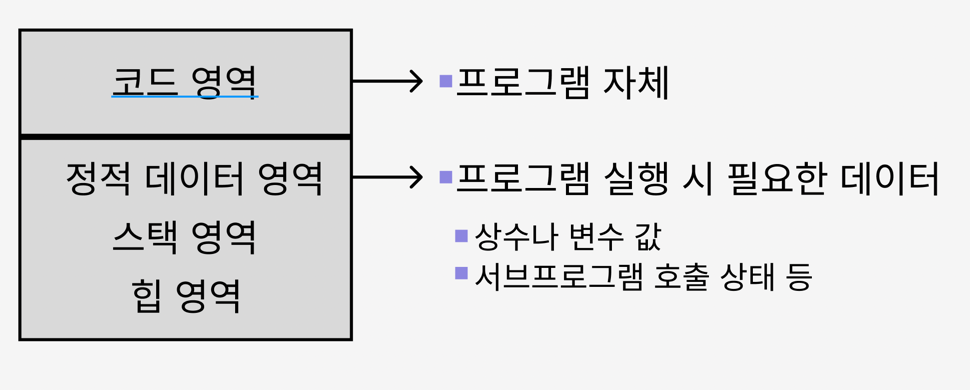 코드 영역
프로그램 자체
정적 데이터 영역
프로그램 실행 시 필요한 데이터
스택 영역
상수나 변수 값
서브프로그램 호출 상태 등
힙 영역